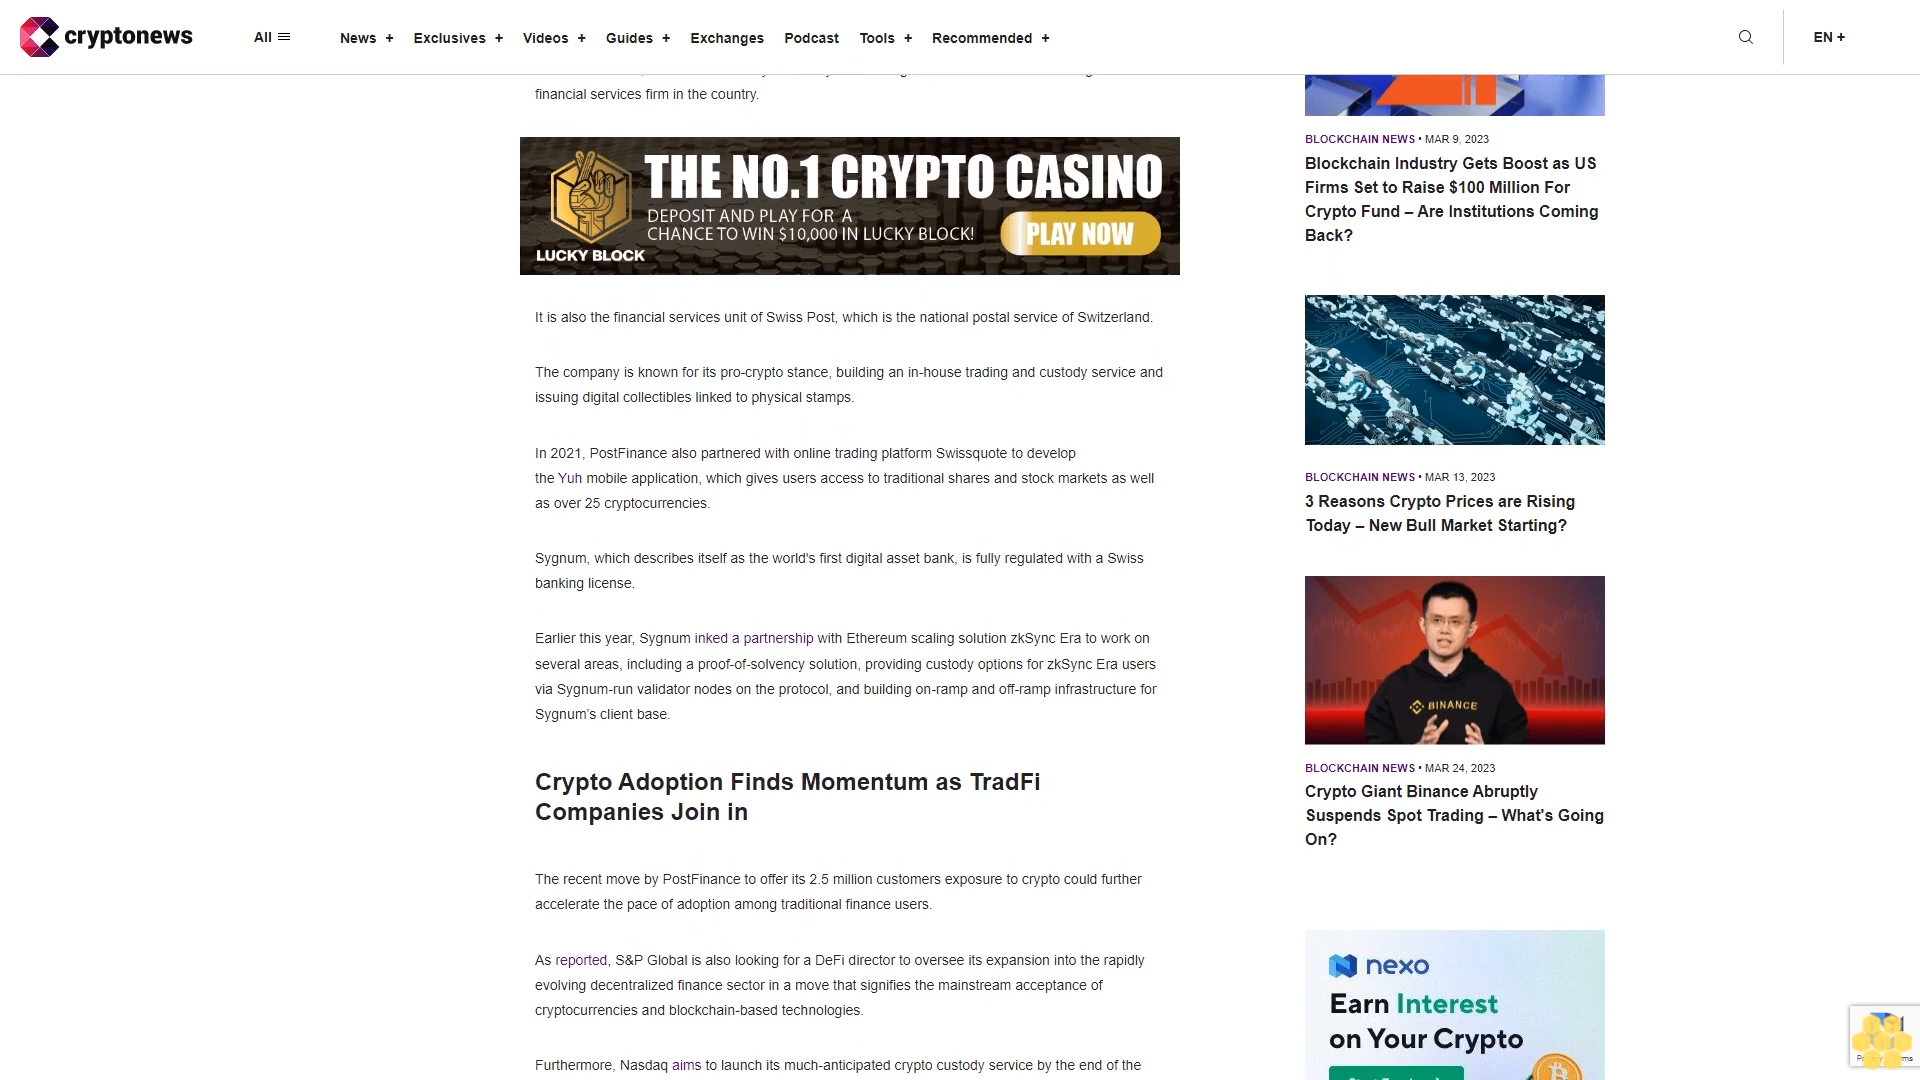 cryptonews
All
News +
Exclusives +
Videos +
Guides +
Exchanges
Podcast
Tools +
Recommended +
EN +
financial services firm in the country.
THE NO.1 CRYPTO CASINO
DEPOSIT AND PLAY FOR A
CHANCE TO WIN $10,000 IN LUCKY BLOCK!
PLAY NOW
LUCKY BLOCK
It is also the financial services unit of Swiss Post, which is the national postal service of Switzerland.
The company is known for its pro-crypto stance, building an in-house trading and custody service and
issuing digital collectibles linked to physical stamps.
In 2021, PostFinance also partnered with online trading platform Swissquote to develop
the Yuh mobile application, which gives users access to traditional shares and stock markets as well
as over 25 cryptocurrencies.
Sygnum, which describes itself as the world's first digital asset bank, is fully regulated with a Swiss
banking license.
Earlier this year, Sygnum inked a partnership with Ethereum scaling solution zkSync Era to work on
several areas, including a proof-of-solvency solution, providing custody options for zkSync Era users
via Sygnum-run validator nodes on the protocol, and building on-ramp and off-ramp infrastructure for
Sygnum's client base.
Crypto Adoption Finds Momentum as TradFi
Companies Join in
The recent move by PostFinance to offer its 2.5 million customers exposure to crypto could further
accelerate the pace of adoption among traditional finance users.
As reported, S&P Global is also looking for a DeFi director to oversee its expansion into the rapidly
evolving decentralized finance sector in a move that signifies the mainstream acceptance of
cryptocurrencies and blockchain-based technologies.
Furthermore, Nasdaq aims to launch its much-anticipated crypto custody service by the end of the
BLOCKCHAIN NEWS • MAR 9, 2023
Blockchain Industry Gets Boost as US
Firms Set to Raise $100 Million For
Crypto Fund – Are Institutions Coming
Back?
BLOCKCHAIN NEWS • MAR 13, 2023
3 Reasons Crypto Prices are Rising
Today – New Bull Market Starting?
BINANCE
BLOCKCHAIN NEWS • MAR 24, 2023
Crypto Giant Binance Abruptly
Suspends Spot Trading – What's Going
On?
nexo
Earn Interest
on Your Crypto